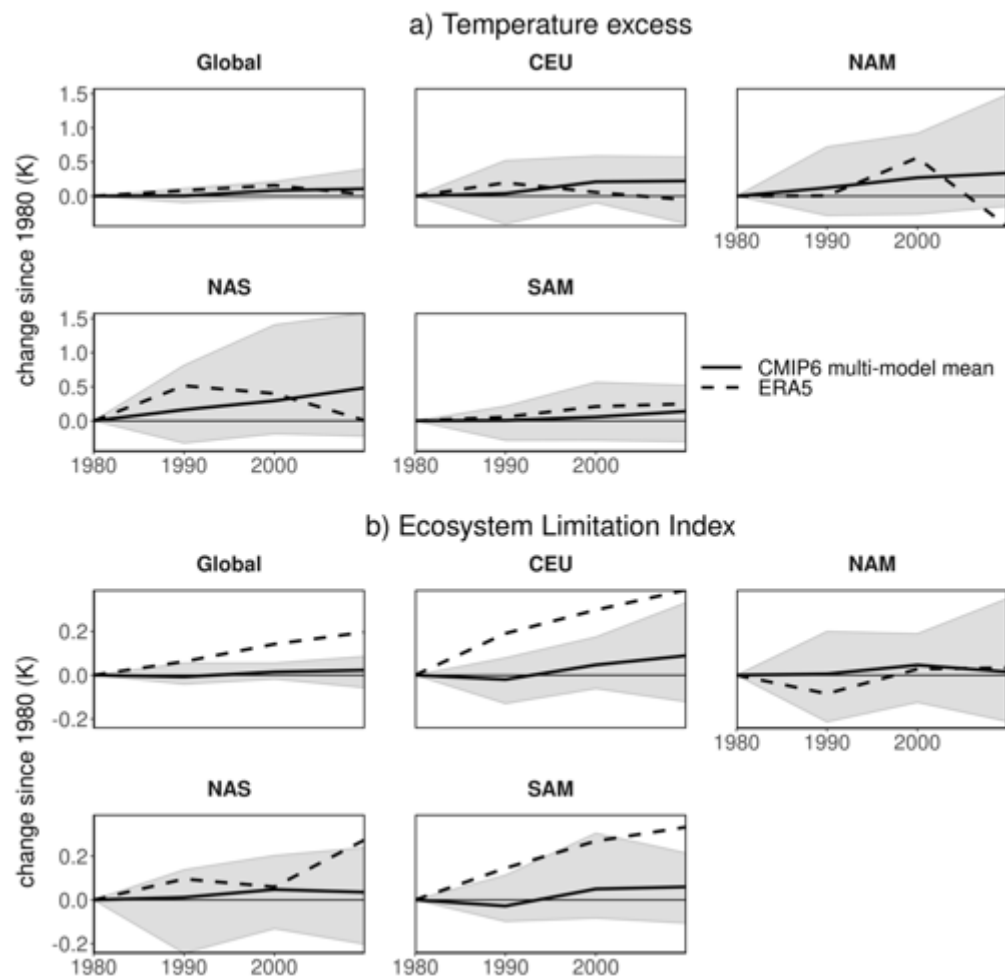 a) Temperature excess
Global CEU NAM
1.5
1.0
0.5
0.0
1980 1990 2000
NAS SAM
1.5
1.0
0.5
0.0
1980 1990 2000 1980 1990 2000
change since 1980 (K)
CMIP6 multi-model mean
ERA5
b) Ecosystem Limitation Index
Global CEU NAM
0.2
0.0
-0.2
1980 1990 2000
NAS SAM
0.2
0.0
-0.2
1980 1990 2000 1980 1990 2000
change since 1980 (K)